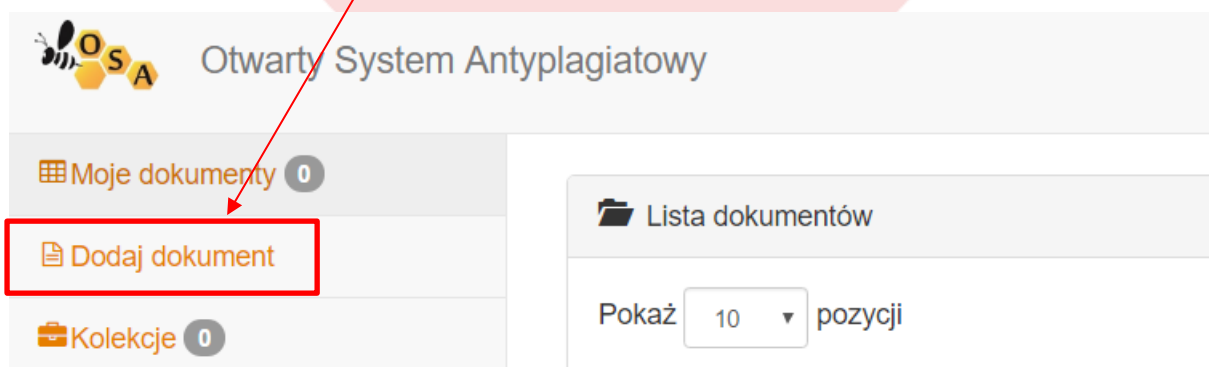 OSA
Otwarty System Antyplagiatowy
Moje dokumenty 0
Dodaj dokument
Kolekcje 0
Lista dokumentów
Pokaż 10 pozycji